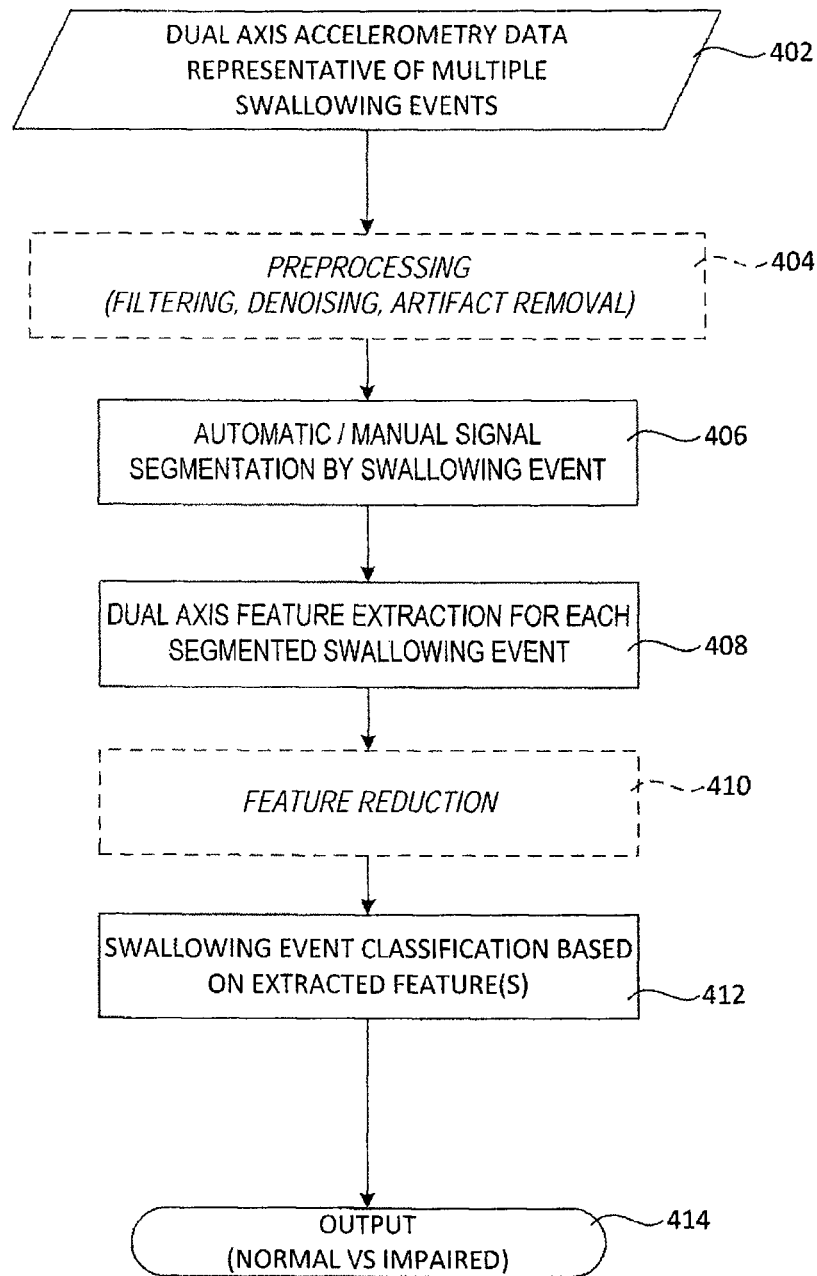 DUAL AXIS ACCELEROMETRY DATA
REPRESENTATIVE OF MULTIPLE
SWALLOWING EVENTS
402
PREPROCESSING
(FILTERING, DENOISING, ARTIFACT REMOVAL)
404
AUTOMATIC / MANUAL SIGNAL
SEGMENTATION BY SWALLOWING EVENT
406
DUAL AXIS FEATURE EXTRACTION FOR EACH
SEGMENTED SWALLOWING EVENT
408
FEATURE REDUCTION
410
SWALLOWING EVENT CLASSIFICATION BASED
ON EXTRACTED FEATURE(S)
412
OUTPUT
(NORMAL VS IMPAIRED)
414